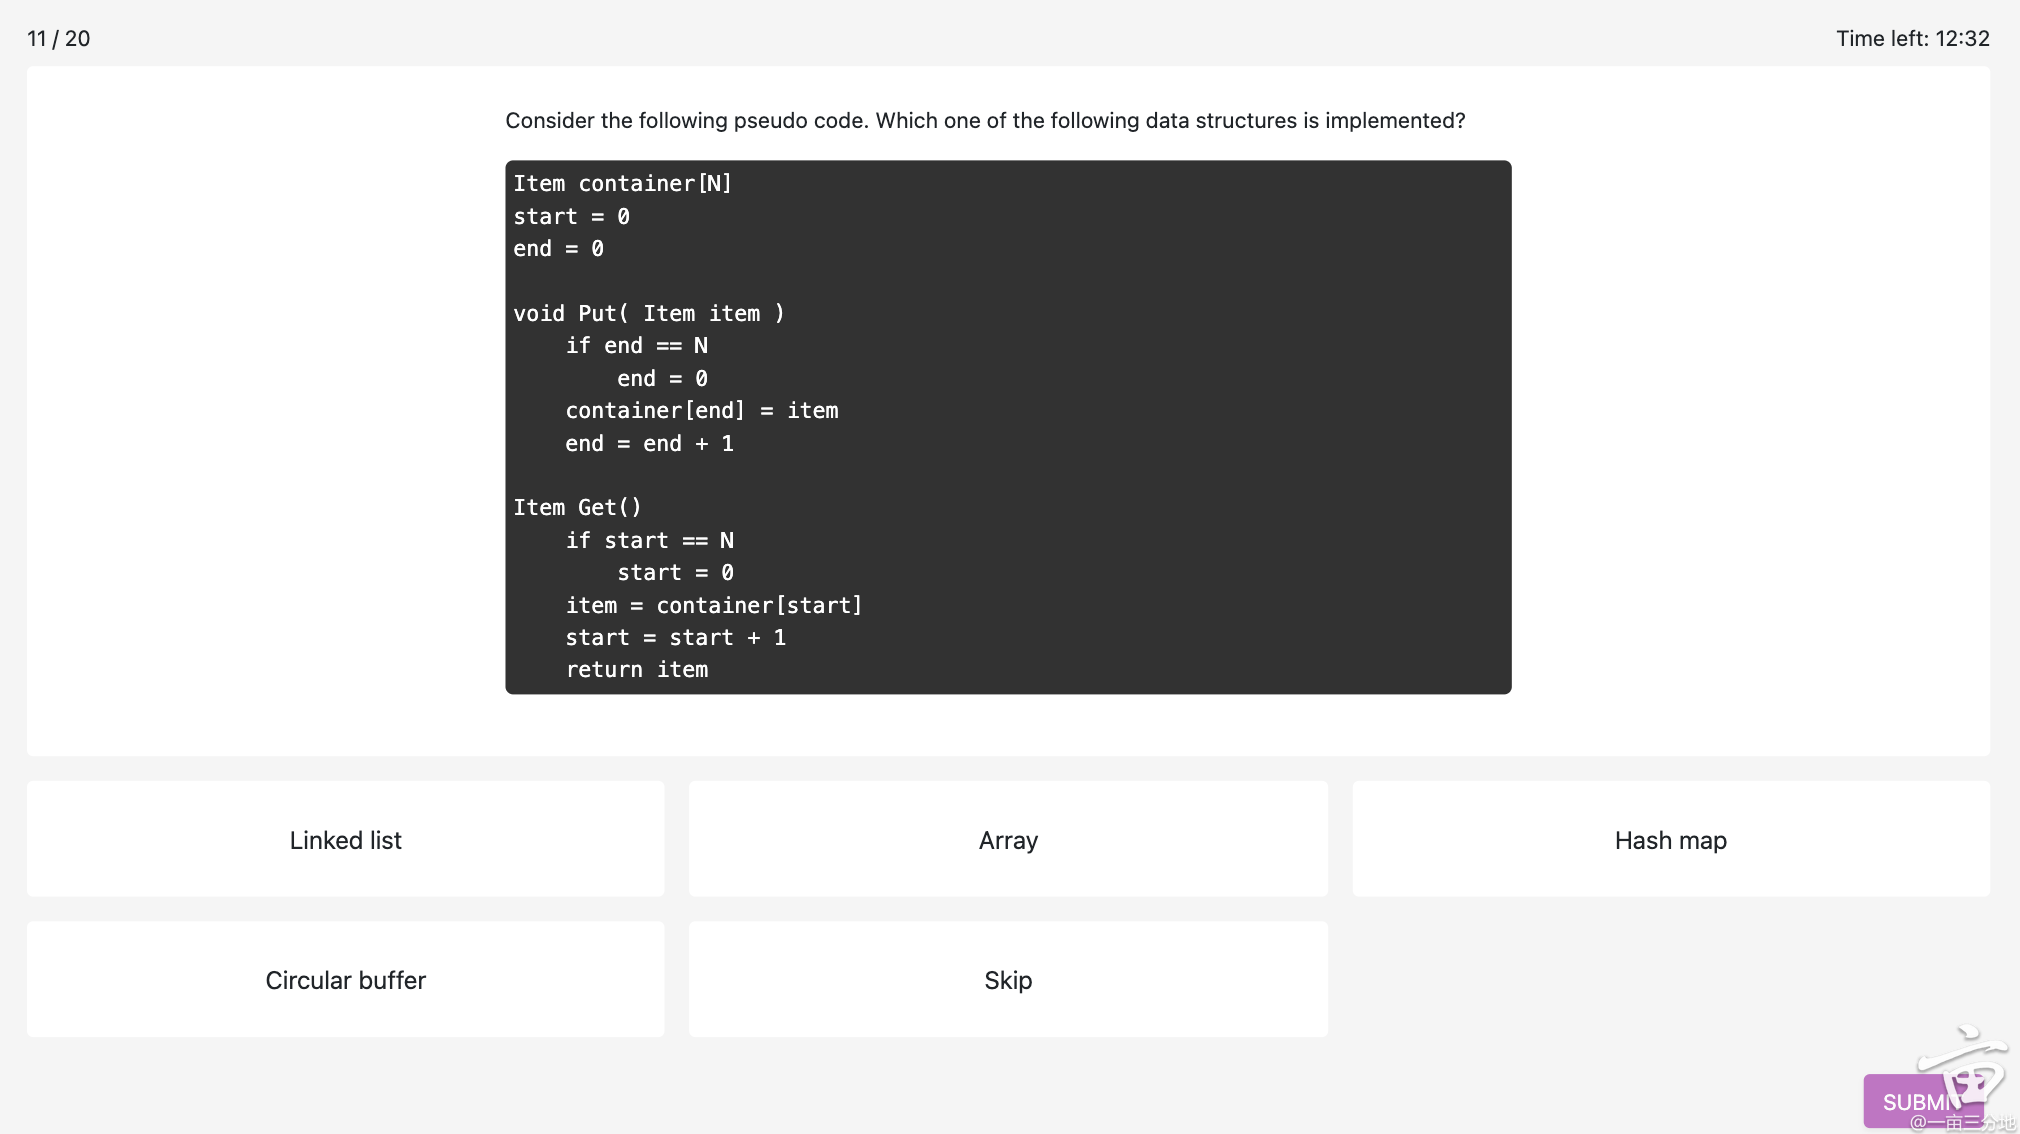 11 / 20
Time left: 12:32
Consider the following pseudo code. Which one of the following data structures is implemented?
Item container[N]
start = 0
end = 0
void Put( Item item )
    if end == N
        end = 0
    container[end] = item
    end = end + 1
Item Get()
    if start == N
        start = 0
    item = container[start]
    start = start + 1
    return item
Linked list
Array
Hash map
Circular buffer
Skip
SUBMI
@一亩三分地